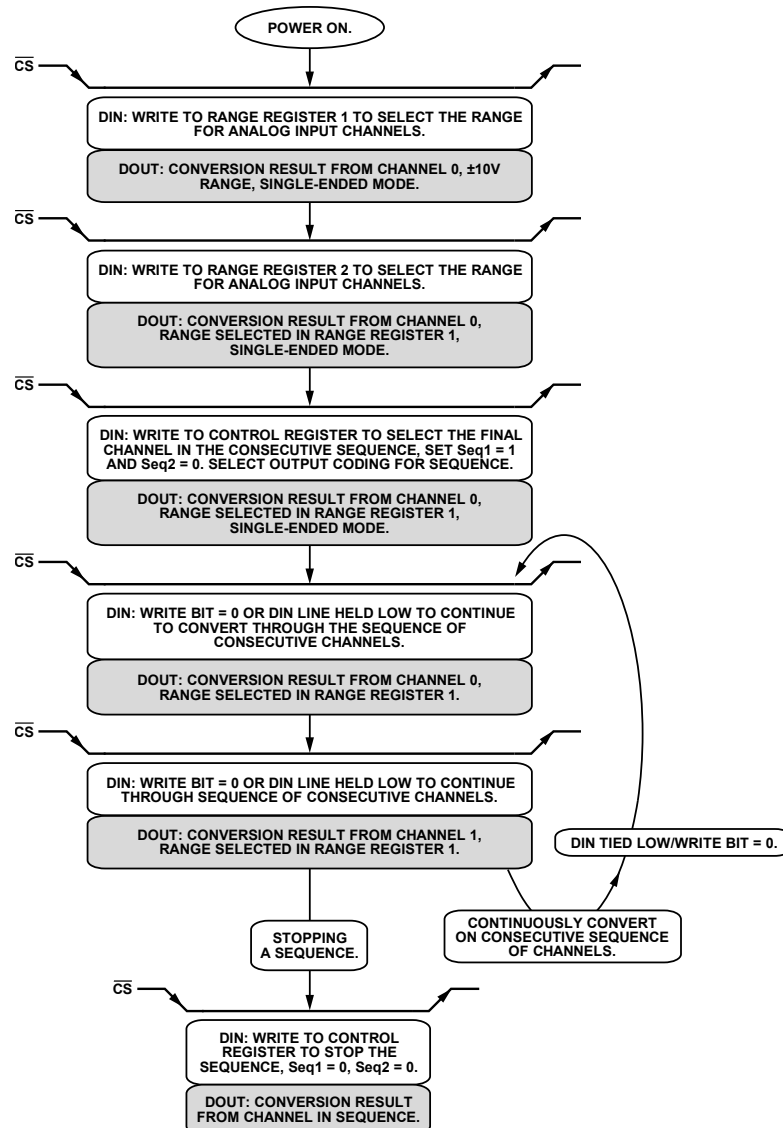 POWER ON.
CS
DIN: WRITE TO RANGE REGISTER 1 TO SELECT THE RANGE
FOR ANALOG INPUT CHANNELS.
DOUT: CONVERSION RESULT FROM CHANNEL 0, ±10V
RANGE, SINGLE-ENDED MODE.
CS
DIN: WRITE TO RANGE REGISTER 2 TO SELECT THE RANGE
FOR ANALOG INPUT CHANNELS.
DOUT: CONVERSION RESULT FROM CHANNEL 0,
RANGE SELECTED IN RANGE REGISTER 1,
SINGLE-ENDED MODE.
CS
DIN: WRITE TO CONTROL REGISTER TO SELECT THE FINAL
CHANNEL IN THE CONSECUTIVE SEQUENCE, SET Seq1 = 1
AND Seq2 = 0. SELECT OUTPUT CODING FOR SEQUENCE.
DOUT: CONVERSION RESULT FROM CHANNEL 0,
RANGE SELECTED IN RANGE REGISTER 1,
SINGLE-ENDED MODE.
CS
DIN: WRITE BIT = 0 OR DIN LINE HELD LOW TO CONTINUE
TO CONVERT THROUGH THE SEQUENCE OF
CONSECUTIVE CHANNELS.
DOUT: CONVERSION RESULT FROM CHANNEL 0,
RANGE SELECTED IN RANGE REGISTER 1.
CS
DIN: WRITE BIT = 0 OR DIN LINE HELD LOW TO CONTINUE
THROUGH SEQUENCE OF CONSECUTIVE CHANNELS.
DOUT: CONVERSION RESULT FROM CHANNEL 1,
RANGE SELECTED IN RANGE REGISTER 1.
DIN TIED LOW/WRITE BIT = 0.
CONTINUOUSLY CONVERT
ON CONSECUTIVE SEQUENCE
OF CHANNELS.
STOPPING
A SEQUENCE.
CS
DIN: WRITE TO CONTROL
REGISTER TO STOP THE
SEQUENCE, Seq1 = 0, Seq2 = 0.
DOUT: CONVERSION RESULT
FROM CHANNEL IN SEQUENCE.